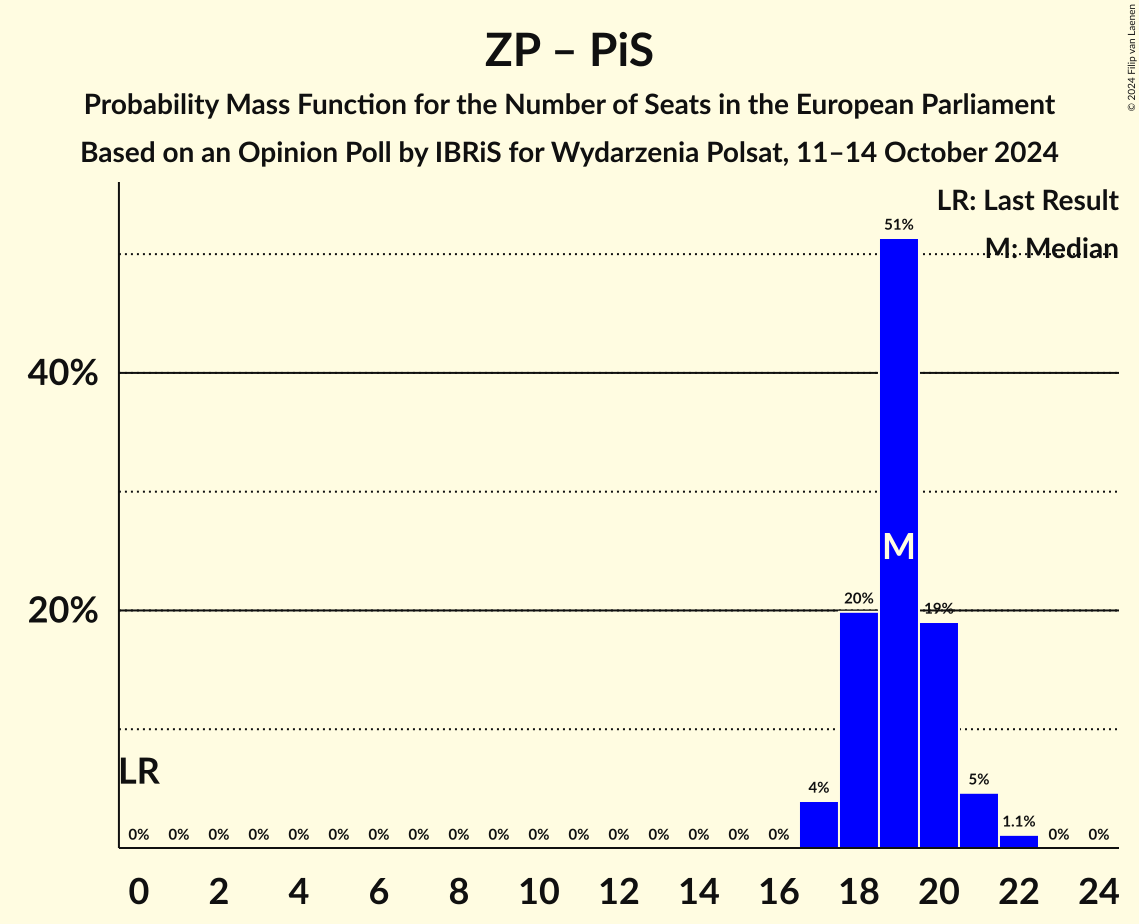 ZP – PiS
Probability Mass Function for the Number of Seats in the European Parliament
Based on an Opinion Poll by IBRiS for Wydarzenia Polsat, 11–14 October 2024
© 2024 Filip van Laenen
LR: Last Result
M: Median
51%
40%
M
20%
20%
19%
LR
4%
5%
1.1%
0% 0% 0% 0% 0% 0% 0% 0% 0% 0% 0% 0% 0% 0% 0% 0% 0% 0% 0%
0 2 4 6 8 10 12 14 16 18 20 22 24